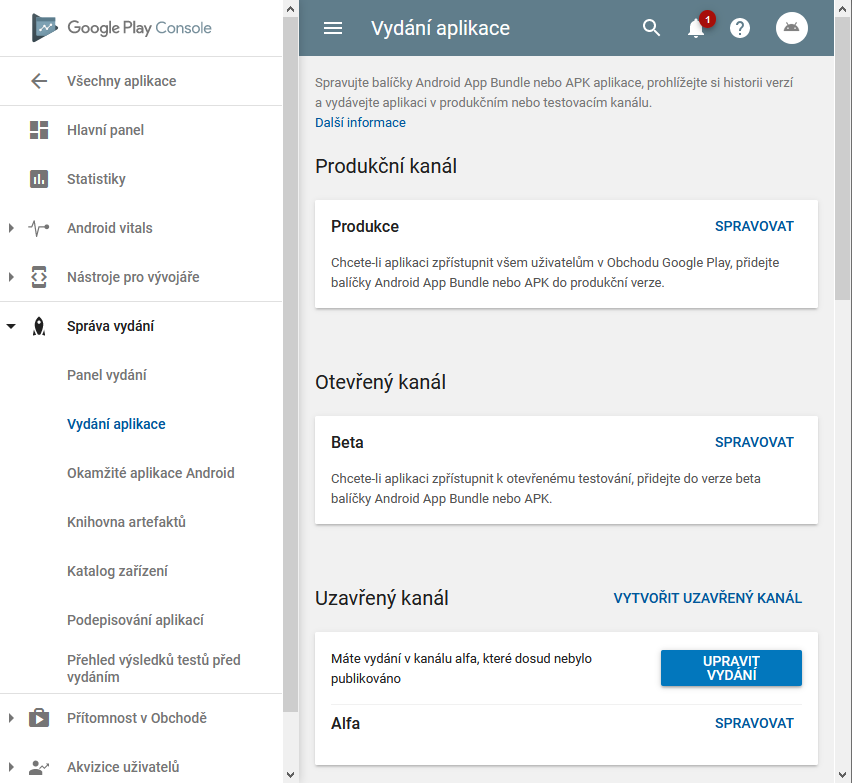 Google Play Console
Všechny aplikace
Hlavní panel
Statistiky
Android vitals
Nástroje pro vývojáře
Správa vydání
Panel vydání
Vydání aplikace
Okamžité aplikace Android
Knihovna artefaktů
Katalog zařízení
Podepisování aplikací
Přehled výsledků testů před
vydáním
Přítomnost v Obchodě
Akvizice uživatelů
Vydání aplikace
1
Spravujte balíčky Android App Bundle nebo APK aplikace, prohlížejte si historii verzí
a vydávejte aplikaci v produkčním nebo testovacím kanálu.
Další informace
Produkční kanál
Produkce
SPRAVOVAT
Chcete-li aplikaci zpřístupnit všem uživatelům v Obchodu Google Play, přidejte
balíčky Android App Bundle nebo APK do produkční verze.
Otevřený kanál
Beta
SPRAVOVAT
Chcete-li aplikaci zpřístupnit k otevřenému testování, přidejte do verze beta
balíčky Android App Bundle nebo APK.
Uzavřený kanál
VYTVOŘIT UZAVŘENÝ KANÁL
Máte vydání v kanálu alfa, které dosud nebylo
publikováno
UPRAVIT
VYDÁNÍ
Alfa
SPRAVOVAT